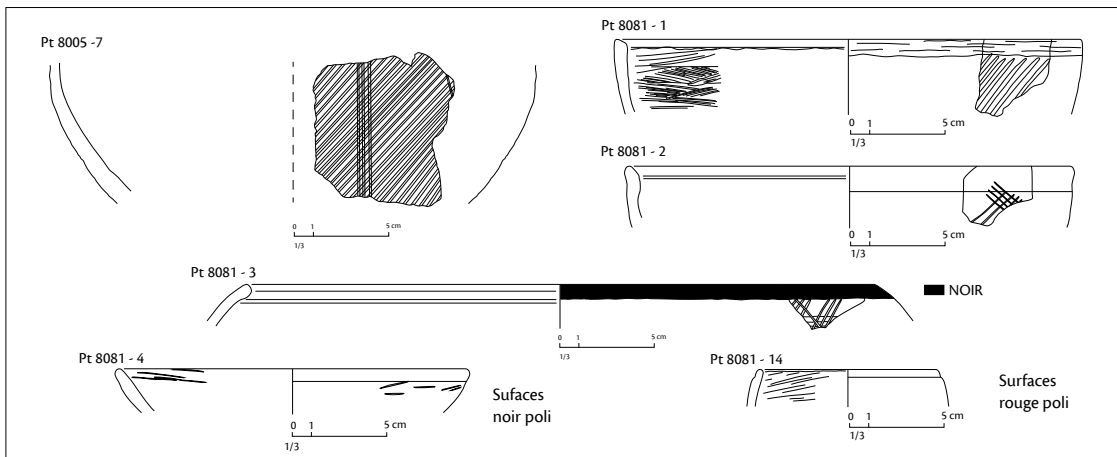 Pt 8005 -7
0 1 5 cm
1/3
Pt 8081 - 1
0 1 5 cm
1/3
Pt 8081 - 2
0 1 5 cm
1/3
Pt 8081 - 3
NOIR
0 1 5 cm
1/3
Pt 8081 - 4
0 1 5 cm
1/3
Sufaces
noir poli
Pt 8081 - 14
0 1 5 cm
1/3
Surfaces
rouge poli